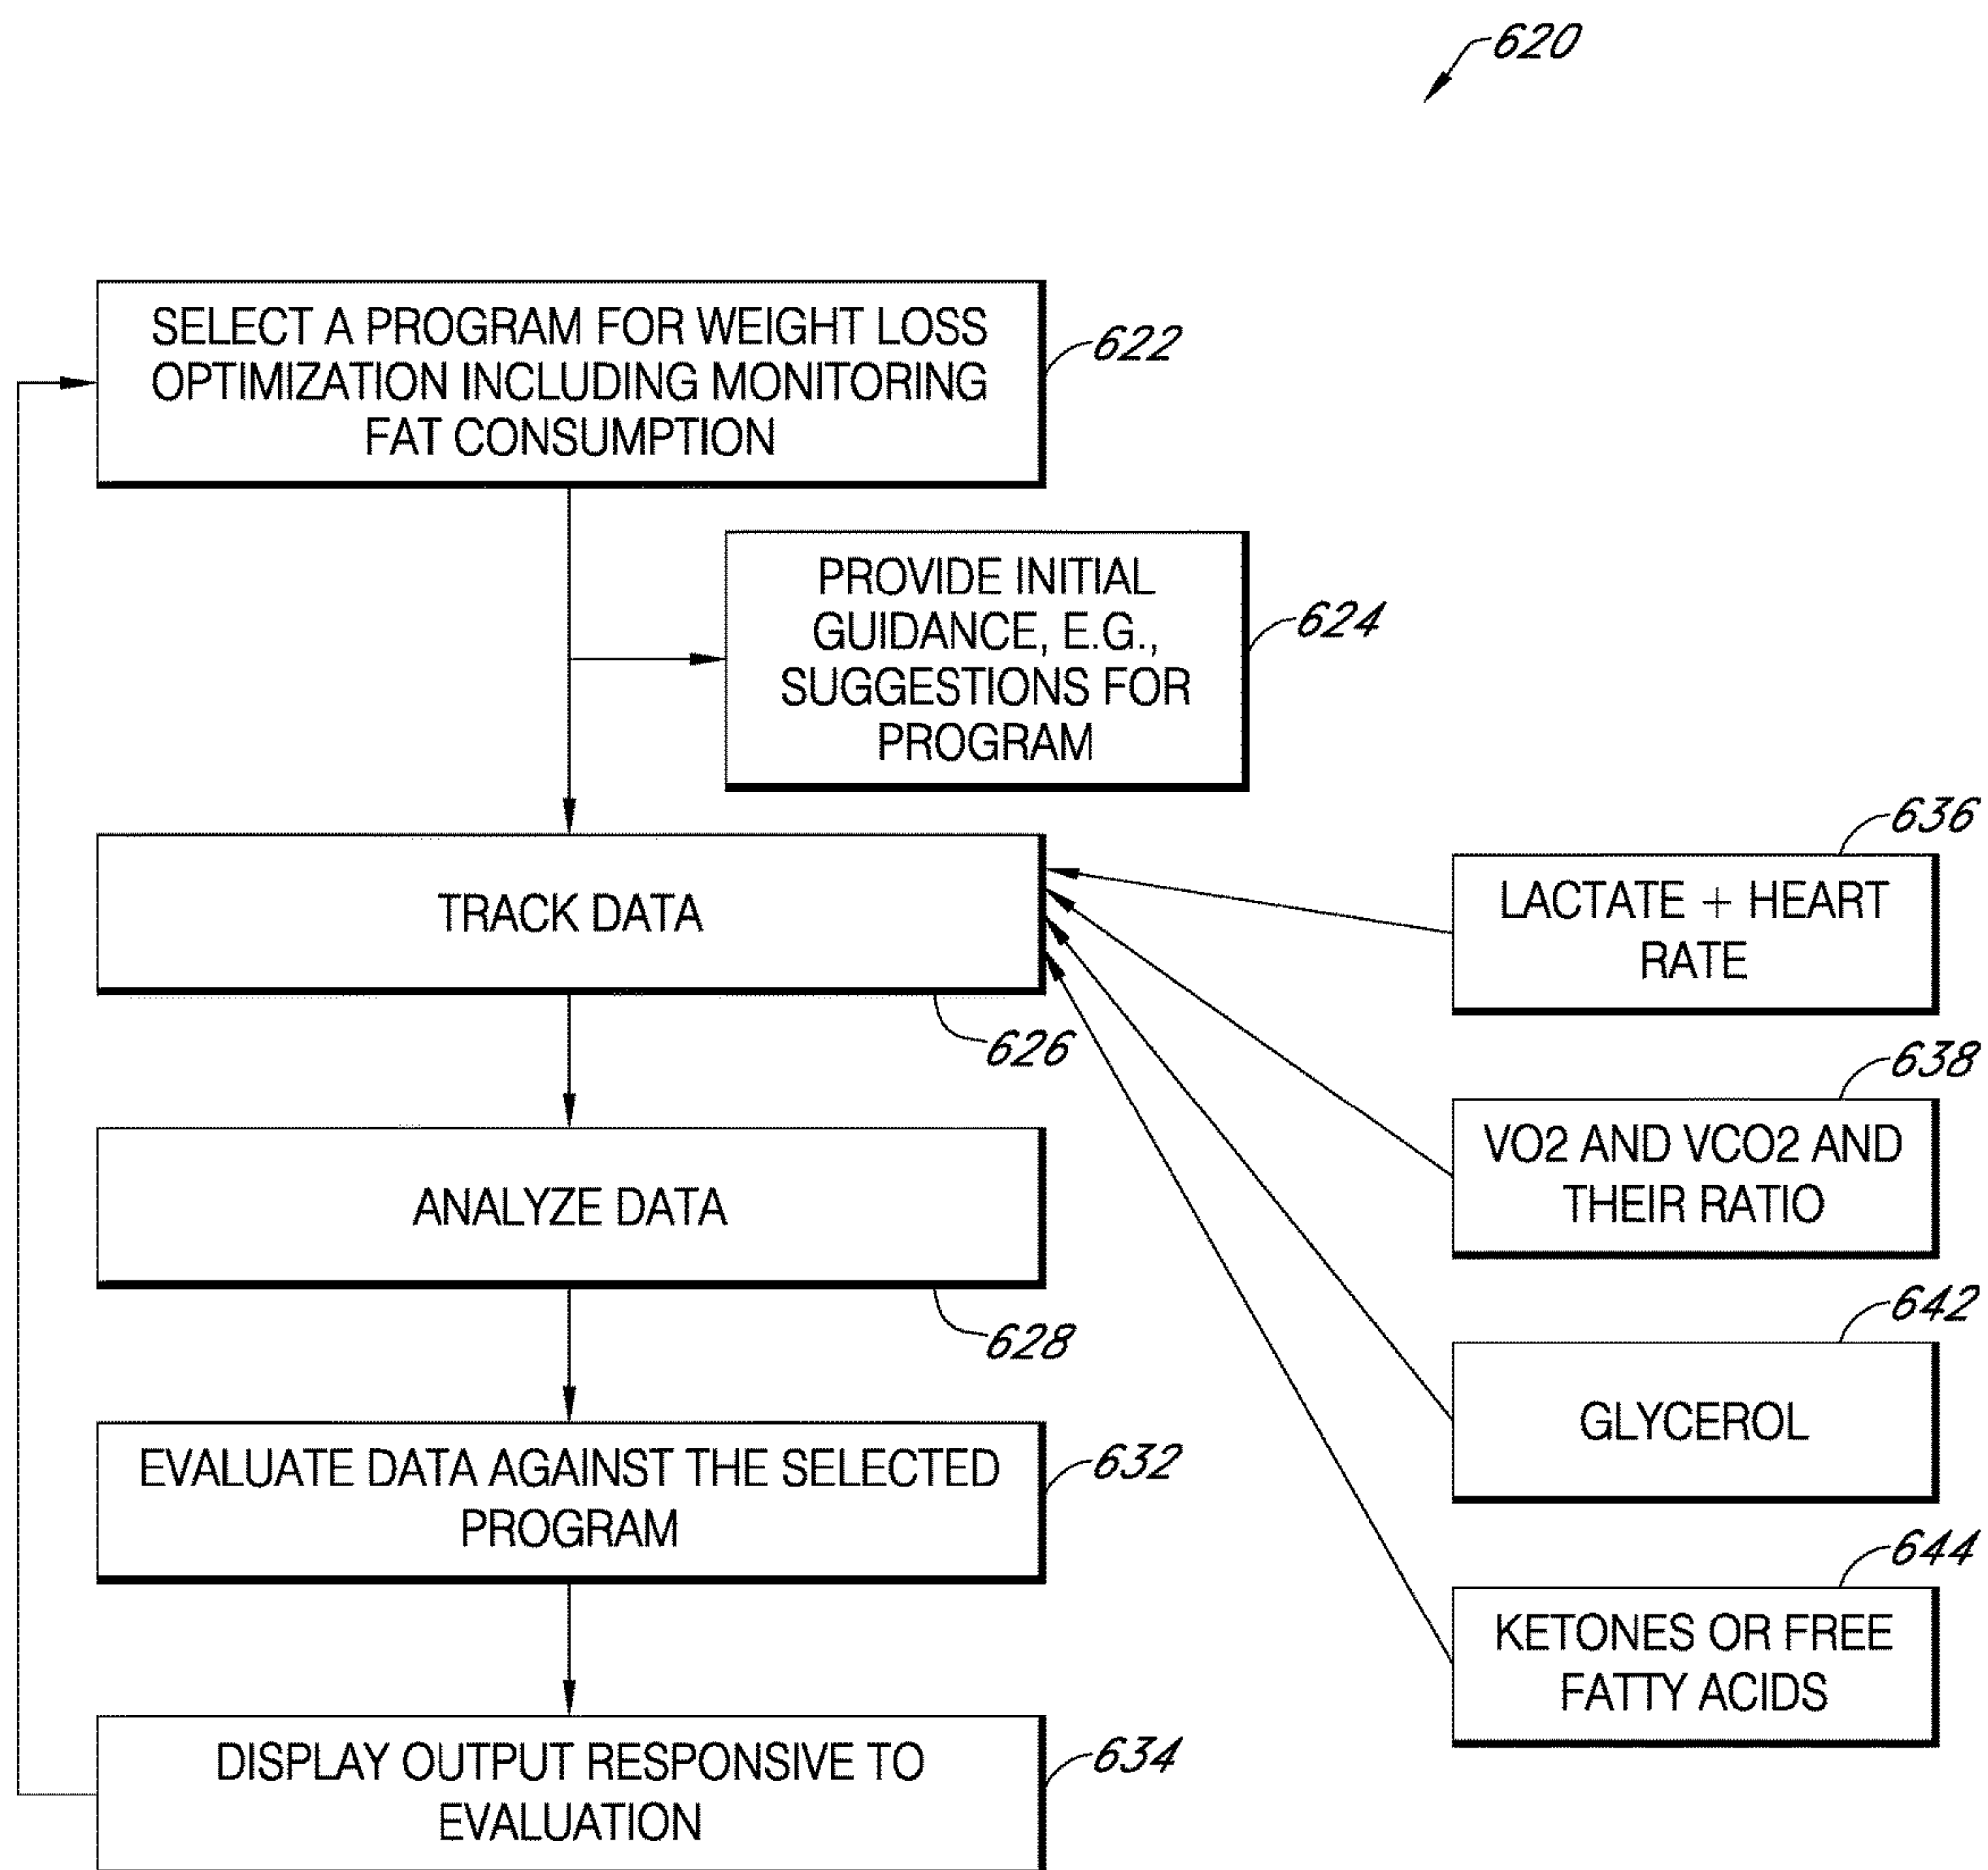 620
SELECT A PROGRAM FOR WEIGHT LOSS
OPTIMIZATION INCLUDING MONITORING
FAT CONSUMPTION
622
PROVIDE INITIAL
GUIDANCE, E.G.,
SUGGESTIONS FOR
PROGRAM
624
TRACK DATA
626
ANALYZE DATA
628
EVALUATE DATA AGAINST THE SELECTED
PROGRAM
632
DISPLAY OUTPUT RESPONSIVE TO
EVALUATION
634
636
LACTATE + HEART
RATE
638
VO2 AND VCO2 AND
THEIR RATIO
642
GLYCEROL
644
KETONES OR FREE
FATTY ACIDS